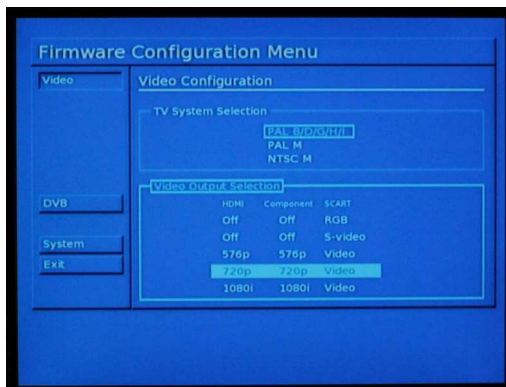 Firmware Configuration Menu
Video
Video Configuration
TV System Selection
PAL B/D/G/H/I
PAL M
NTSC M
Video Output Selection
HDMI Component SCART
Off Off RGB
DVB
Off Off S-video
System
576p 576p Video
Exit
720p 720p Video
1080i 1080i Video